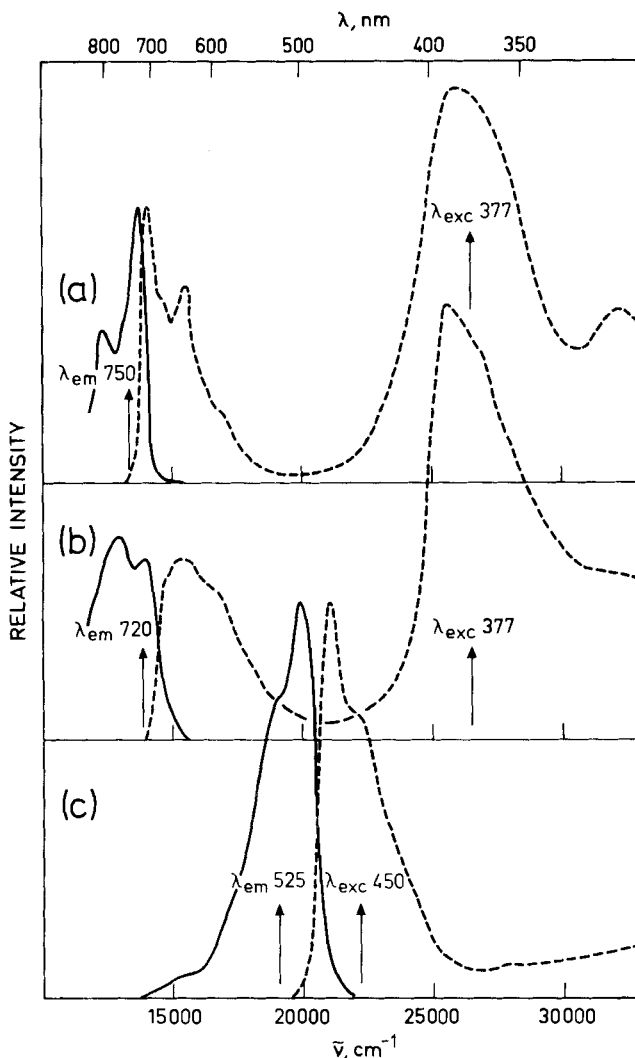 λ, nm
800 700 600 500 400 350
RELATIVE INTENSITY
(a)
λem 750
λexc 377
(b)
λem 720
λexc 377
(c)
λem 525
λexc 450
15000 20000 25000 30000
ν̃, cm⁻¹